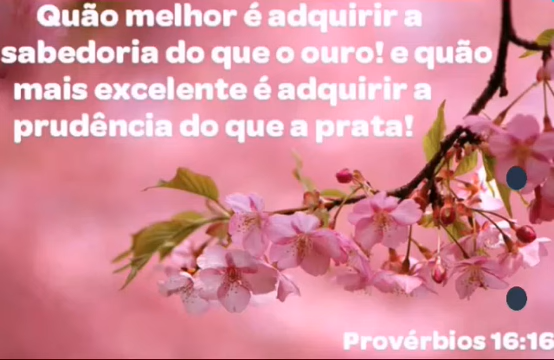 Quão melhor é adquirir a
sabedoria do que o ouro! e quão
mais excelente é adquirir a
prudência do que a prata!
Provérbios 16:16